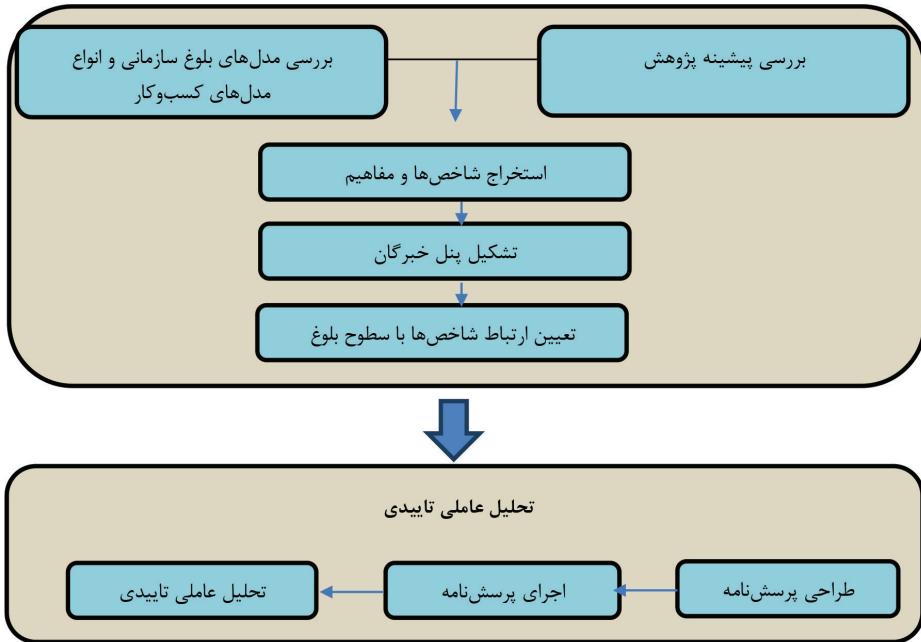 بررسی پیشینه پژوهش
بررسی مدل‌های بلوغ سازمانی و انواع
مدل‌های کسب‌وکار
استخراج شاخص‌ها و مفاهیم
تشکیل پنل خبرگان
تعیین ارتباط شاخص‌ها با سطوح بلوغ
تحلیل عاملی تاییدی
طراحی پرسش‌نامه
اجرای پرسش‌نامه
تحلیل عاملی تاییدی